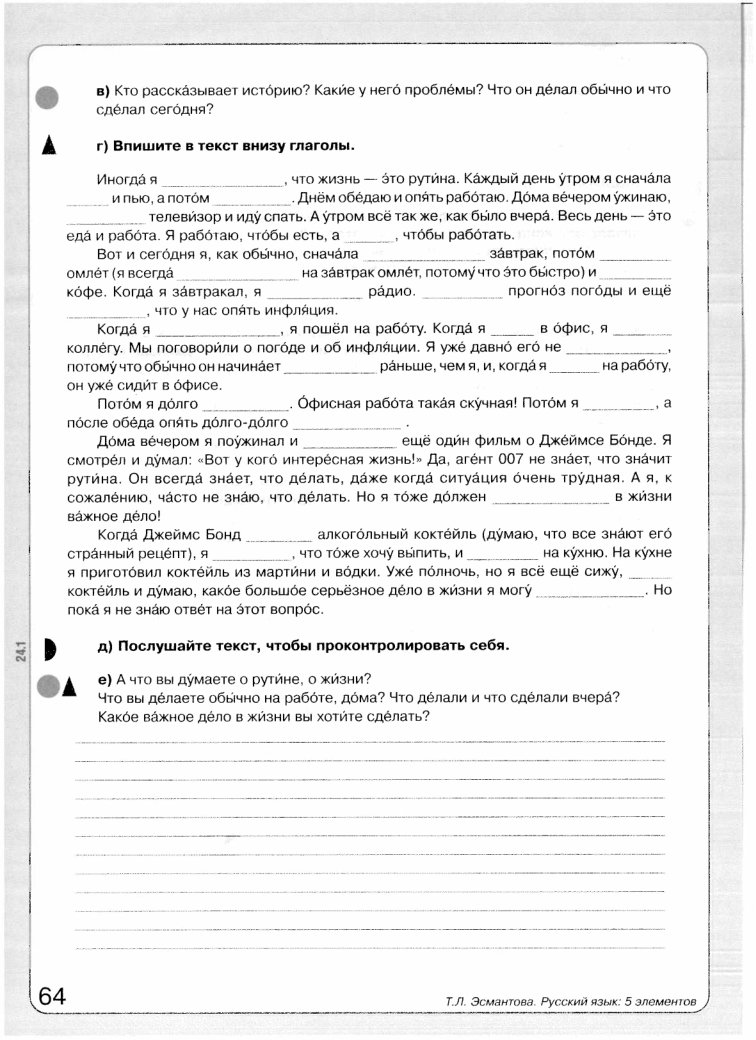 в) Кто расска́зывает исто́рию? Каки́е у него́ пробле́мы? Что он де́лал обы́чно и что
сде́лал сего́дня?
г) Впишите в текст внизу глаголы.
Иногда́ я ____________, что жизнь — э́то рути́на. Ка́ждый день у́тром я снача́ла
_____ и пью, а пото́м __________. Днём обе́даю и опя́ть рабо́таю. До́ма ве́чером у́жинаю,
__________ телеви́зор и иду́ спать. А у́тром всё так же, как бы́ло вчера́. Весь день — э́то
еда́ и рабо́та. Я рабо́таю, что́бы есть, а ______, что́бы рабо́тать.
Вот и сего́дня я, как обы́чно, снача́ла ______________ за́втрак, пото́м ________
омле́т (я всегда́ ______________ на за́втрак омле́т, потому́ что э́то бы́стро) и ________
ко́фе. Когда́ я за́втракал, я __________ ра́дио. __________ прогно́з пого́ды и ещё
__________, что у нас опя́ть инфля́ция.
Когда́ я ______________, я пошёл на рабо́ту. Когда́ я _____ в о́фис, я _______
колле́гу. Мы поговори́ли о пого́де и об инфля́ции. Я уже́ давно́ его́ не ___________,
потому́ что обы́чно он начина́ет __________ ра́ньше, чем я, и, когда́ я ______ на рабо́ту,
он уже́ сиди́т в о́фисе.
Пото́м я до́лго __________. О́фисная рабо́та така́я ску́чная! Пото́м я ________, а
по́сле обе́да опя́ть до́лго-до́лго ____________ .
До́ма ве́чером я поу́жинал и __________ ещё оди́н фильм о Дже́ймсе Бо́нде. Я
смотре́л и ду́мал: «Вот у кого́ интере́сная жизнь!» Да, аге́нт 007 не зна́ет, что зна́чит
рути́на. Он всегда́ зна́ет, что де́лать, да́же когда́ ситуа́ция о́чень тру́дная. А я, к
сожале́нию, ча́сто не зна́ю, что де́лать. Но я то́же до́лжен _____________ в жи́зни
ва́жное де́ло!
Когда́ Джеймс Бонд ________ алкого́льный кокте́йль (ду́маю, что все зна́ют его́
стра́нный реце́пт), я _________, что то́же хочу́ вы́пить, и ________ на ку́хню. На ку́хне
я пригото́вил кокте́йль из марти́ни и во́дки. Уже́ по́лночь, но я всё ещё сижу́, _____
кокте́йль и ду́маю, како́е большо́е серьёзное де́ло в жи́зни я могу́ ____________. Но
пока́ я не зна́ю отве́т на э́тот вопро́с.
24.1
д) Послушайте текст, чтобы проконтролировать себя.
е) А что вы ду́маете о рути́не, о жи́зни?
Что вы де́лаете обы́чно на рабо́те, до́ма? Что де́лали и что сде́лали вчера́?
Како́е ва́жное де́ло в жи́зни вы хоти́те сде́лать?
64
Т.Л. Эсмантова. Русский язык: 5 элементов